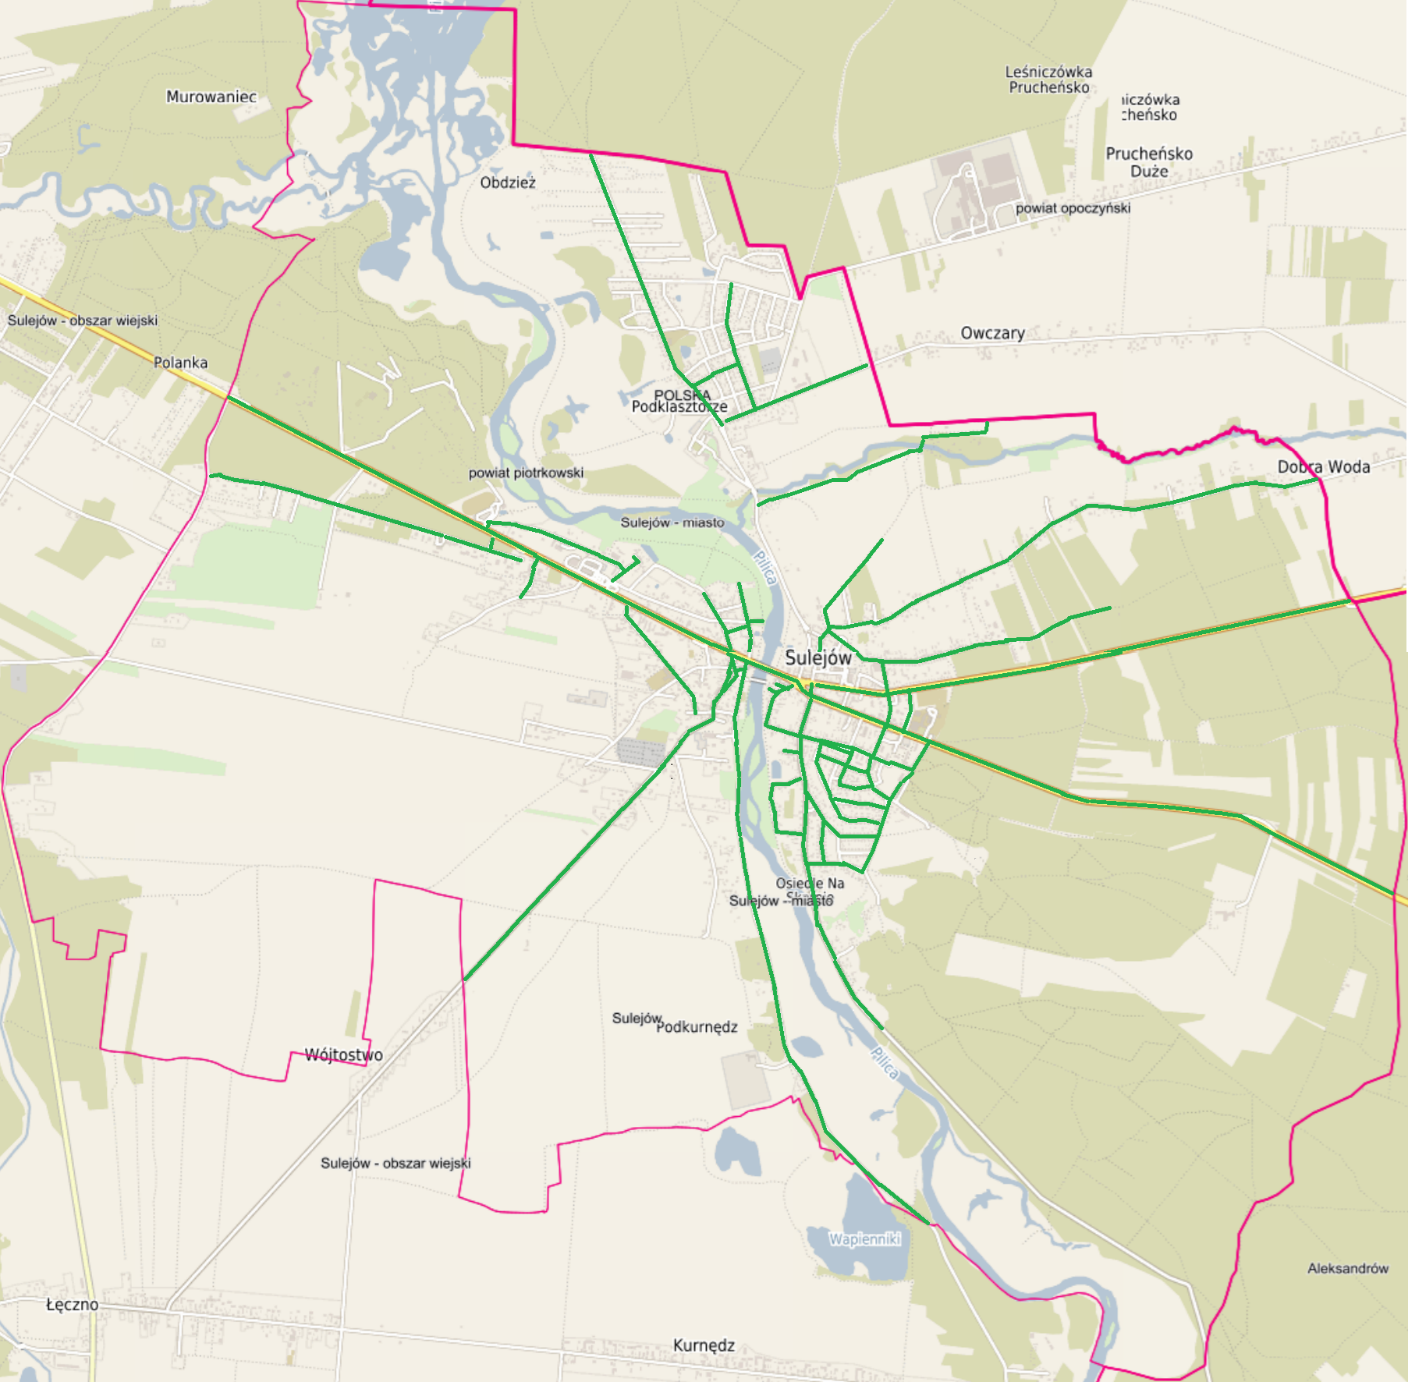 Leśniczówka
Prucheńsko
Murowaniec
iczówka
cheńsko
Prucheńsko
Duże
Obdzież
powiat opoczyński
Sulejów - obszar wiejski
Owczary
Polanka
POLSKA
Podklasztorze
powiat piotrkowski
Dobra Woda
Sulejów - miasto
Pilica
Sulejów
Osiedle Na
Sulejów - miasto
Sulejów
Podkurnędz
Wójtostwo
Pilica
Sulejów - obszar wiejski
Wapienniki
Aleksandrów
Łęczno
Kurnędz